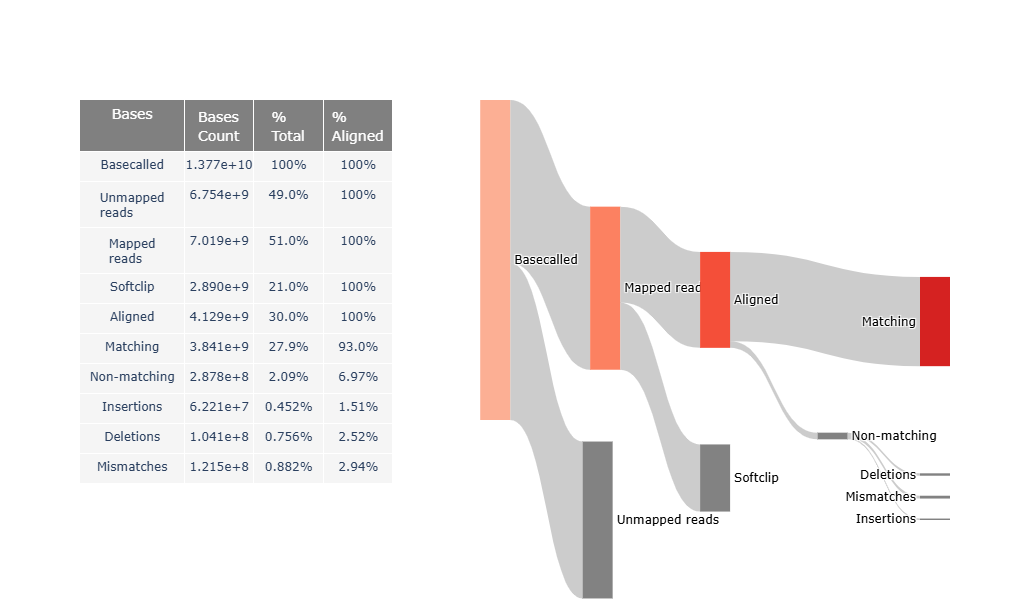 Bases Bases Count % Total % Aligned
Basecalled 1.377e+10 100% 100%
Unmapped reads 6.754e+9 49.0% 100%
Mapped reads 7.019e+9 51.0% 100%
Softclip 2.890e+9 21.0% 100%
Aligned 4.129e+9 30.0% 100%
Matching 3.841e+9 27.9% 93.0%
Non-matching 2.878e+8 2.09% 6.97%
Insertions 6.221e+7 0.452% 1.51%
Deletions 1.041e+8 0.756% 2.52%
Mismatches 1.215e+8 0.882% 2.94%
Basecalled
Mapped read
Aligned
Matching
Non-matching
Deletions
Softclip
Mismatches
Unmapped reads
Insertions